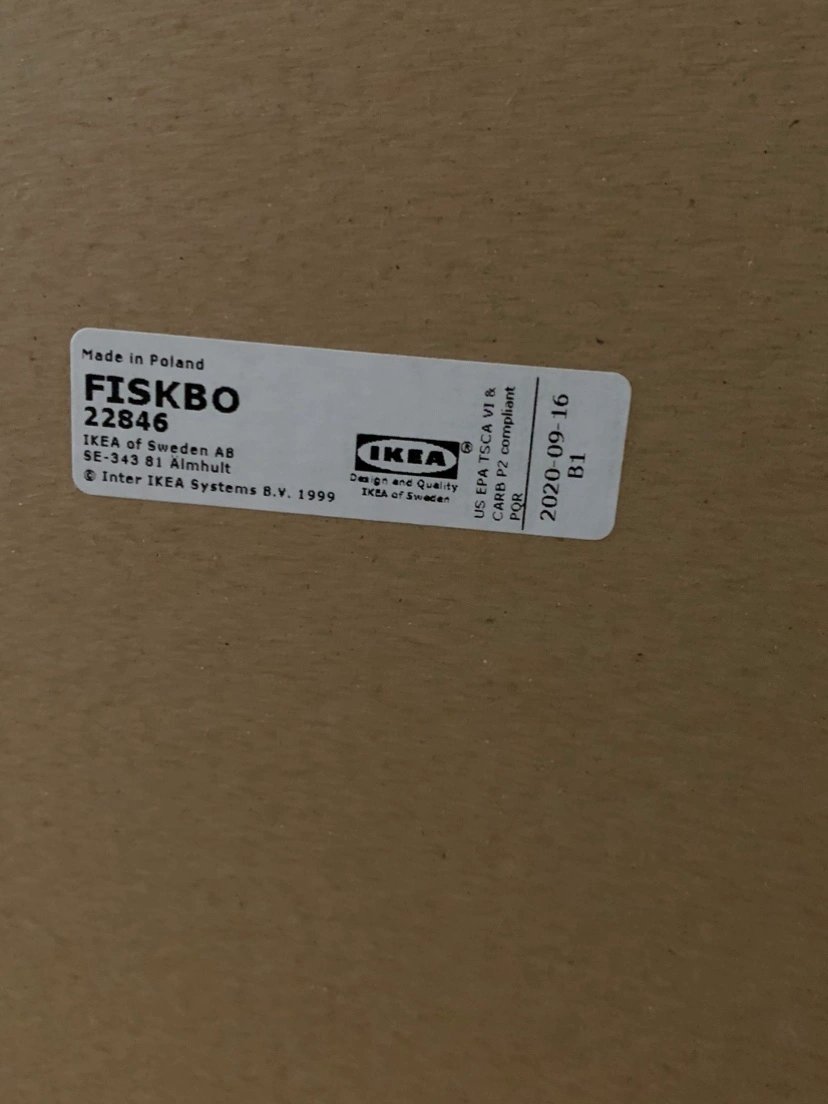 Made in Poland
FISKBO
22846
IKEA of Sweden AB
SE-343 81 Älmhult
© Inter IKEA Systems B.V. 1999
IKEA ®
Design and Quality
IKEA of Sweden
US EPA TSCA VI &
CARB P2 compliant
PQR
2020-09-16
B1